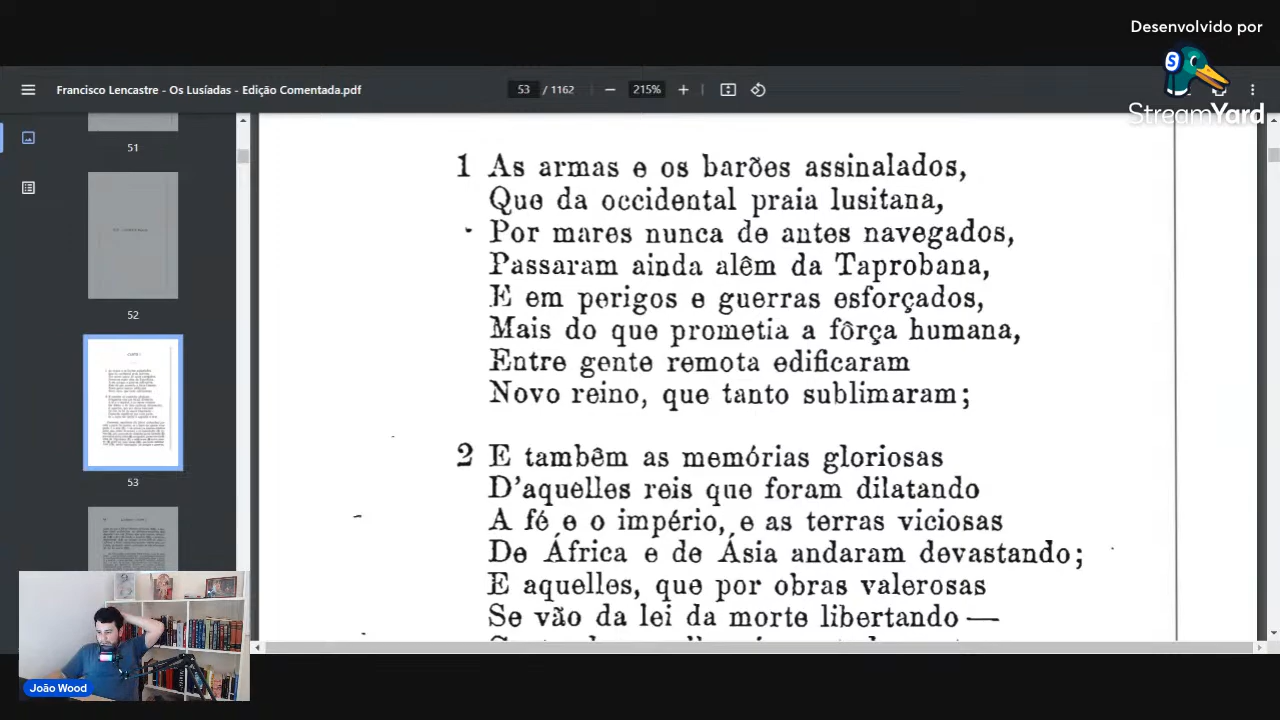 Desenvolvido por
StreamYard
Francisco Lencastre - Os Lusíadas - Edição Comentada.pdf
53 / 1162
215%
51
52
53
1 As armas e os barões assinalados,
Que da occidental praia lusitana,
Por mares nunca de antes navegados,
Passaram ainda alêm da Taprobana,
E em perigos e guerras esforçados,
Mais do que prometia a fôrça humana,
Entre gente remota edificaram
Novo reino, que tanto sublimaram;
2 E tambêm as memórias gloriosas
D'aquelles reis que foram dilatando
A fé e o império, e as terras viciosas
De África e de Ásia andaram devastando;
E aquelles, que por obras valerosas
Se vão da lei da morte libertando —
João Wood